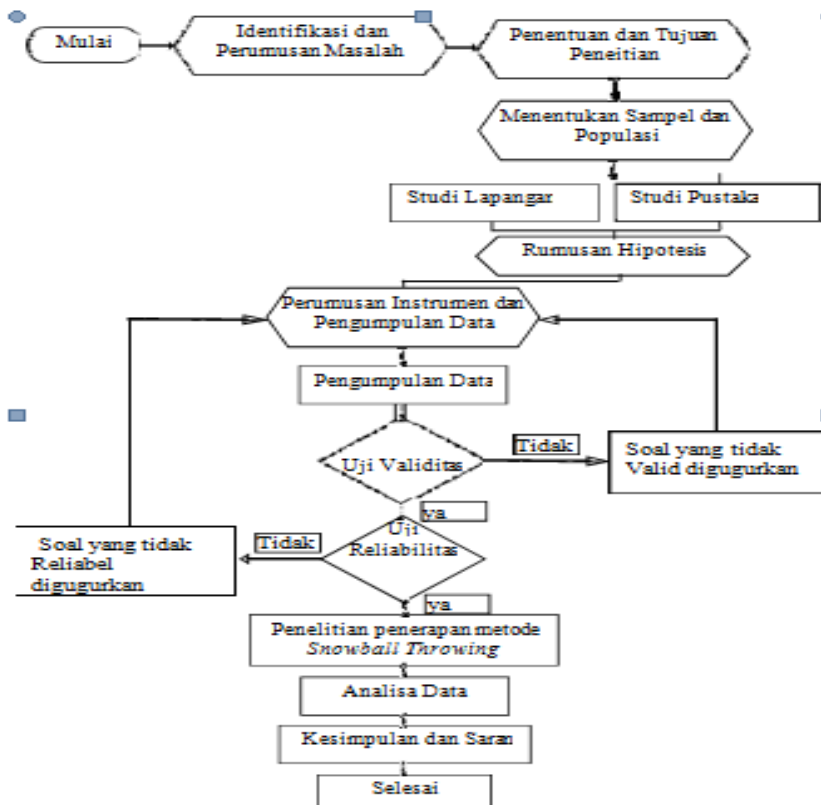 Mulai
Identifikasi dan
Perumusan Masalah
Penentuan dan Tujuan
Peneitian
Menentukan Sampel dan
Populasi
Studi Lapangar
Studi Pustaka
Rumusan Hipotesis
Perumusan Instrumen dan
Pengumpulan Data
Pengumpulan Data
Uji Validitas
Tidak
Soal yang tidak
Valid digugurkan
ya
Uji
Reliabilitas
Tidak
Soal yang tidak
Reliabel
digugurkan
ya
Penelitian penerapan metode
Snowball Throwing
Analisa Data
Kesimpulan dan Saran
Selesai